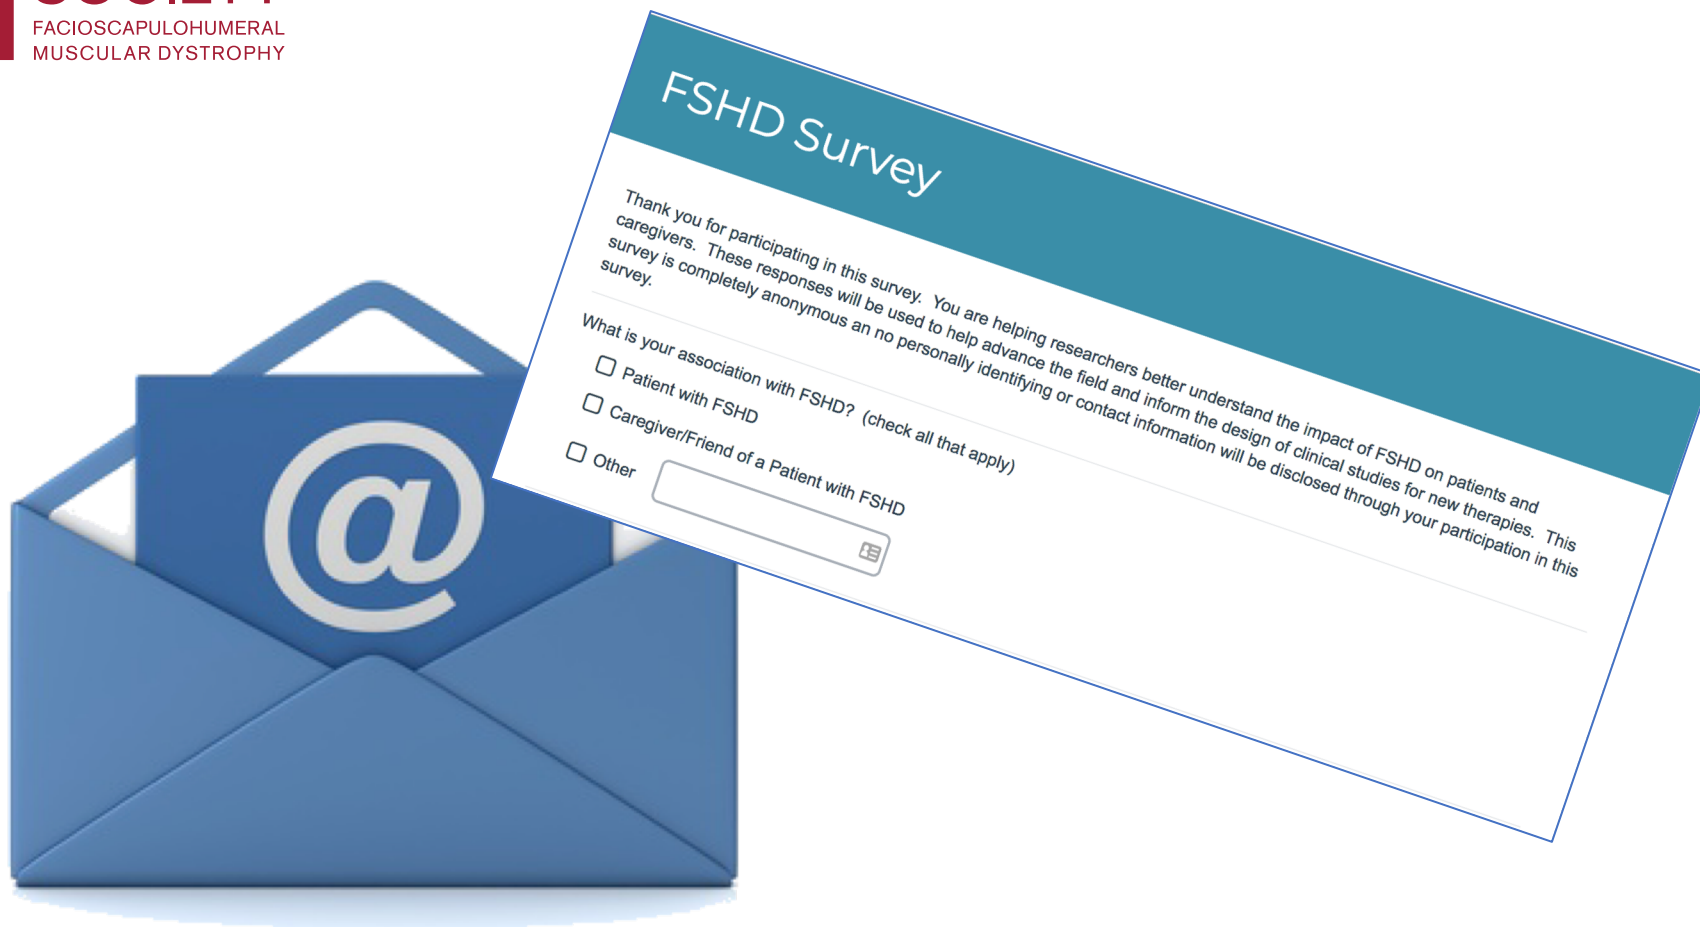 SOCIETY
FACIOSCAPULOHUMERAL
MUSCULAR DYSTROPHY
FSHD Survey
Thank you for participating in this survey. You are helping researchers better understand the impact of FSHD on patients and
caregivers. These responses will be used to help advance the field and inform the design of clinical studies for new therapies. This
survey is completely anonymous an no personally identifying or contact information will be disclosed through your participation in this
survey.
What is your association with FSHD? (check all that apply)
Patient with FSHD
Caregiver/Friend of a Patient with FSHD
Other
@